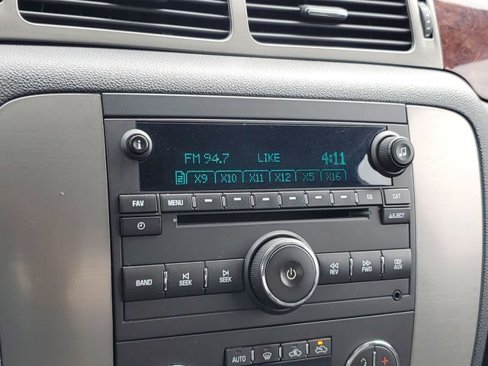 FM 94.7 LIKE 4:11
X9 X10 X11 X12 X5 X16
FAV MENU EQ CAT
EJECT
BAND SEEK SEEK REV FWD CD/AUX
AUTO